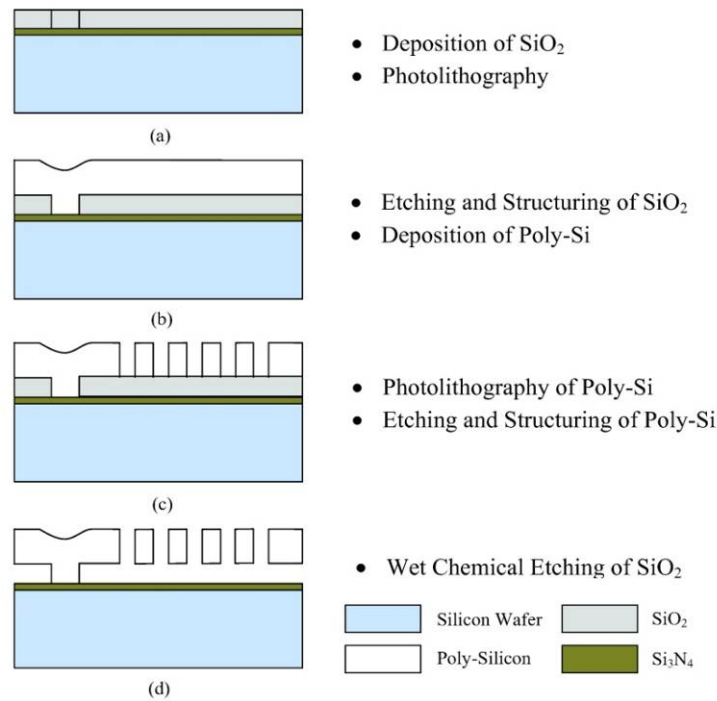 • Deposition of SiO₂
• Photolithography
(a)
• Etching and Structuring of SiO₂
• Deposition of Poly-Si
(b)
• Photolithography of Poly-Si
• Etching and Structuring of Poly-Si
(c)
• Wet Chemical Etching of SiO₂
Silicon Wafer
SiO₂
Poly-Silicon
Si₃N₄
(d)